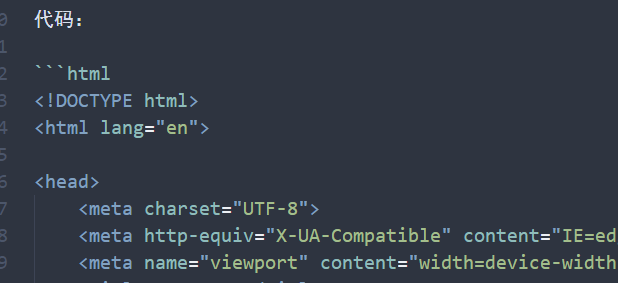 代码：
```html
<!DOCTYPE html>
<html lang="en">
<head>
<meta charset="UTF-8">
<meta http-equiv="X-UA-Compatible" content="IE=ed
<meta name="viewport" content="width=device-width